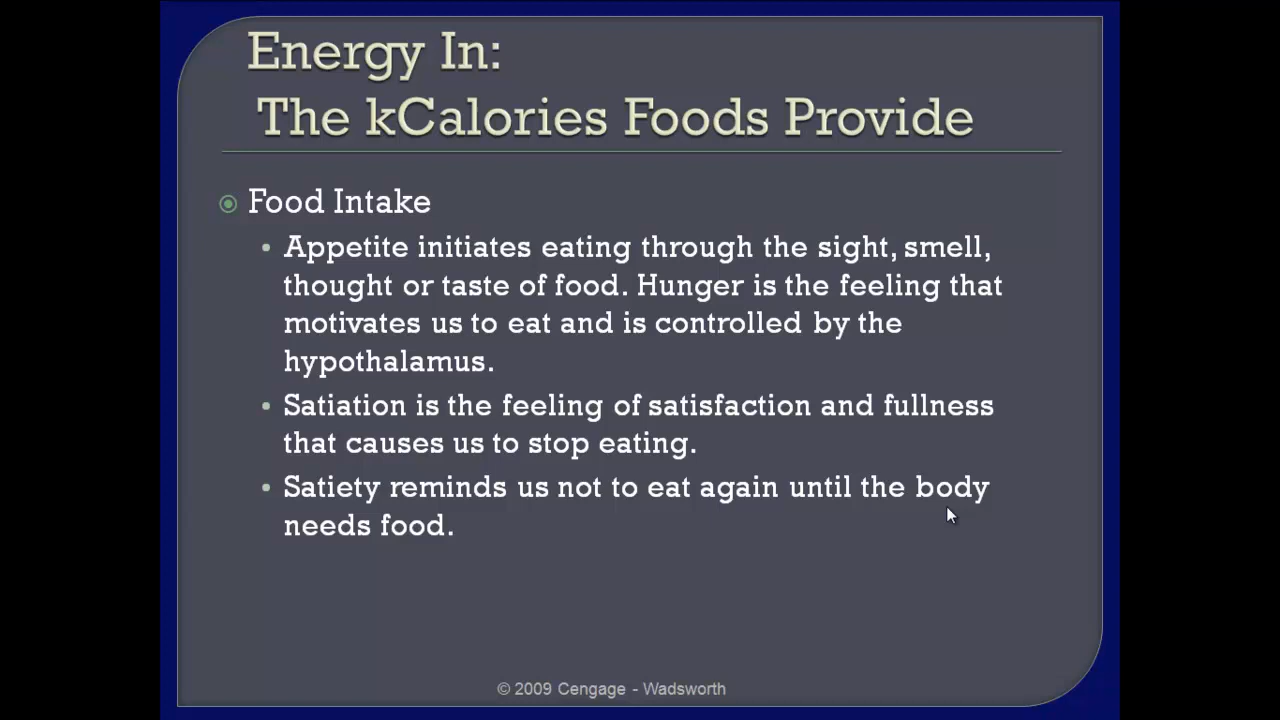 Energy In:
The kCalories Foods Provide
Food Intake
Appetite initiates eating through the sight, smell,
thought or taste of food. Hunger is the feeling that
motivates us to eat and is controlled by the
hypothalamus.
Satiation is the feeling of satisfaction and fullness
that causes us to stop eating.
Satiety reminds us not to eat again until the body
needs food.
© 2009 Cengage - Wadsworth